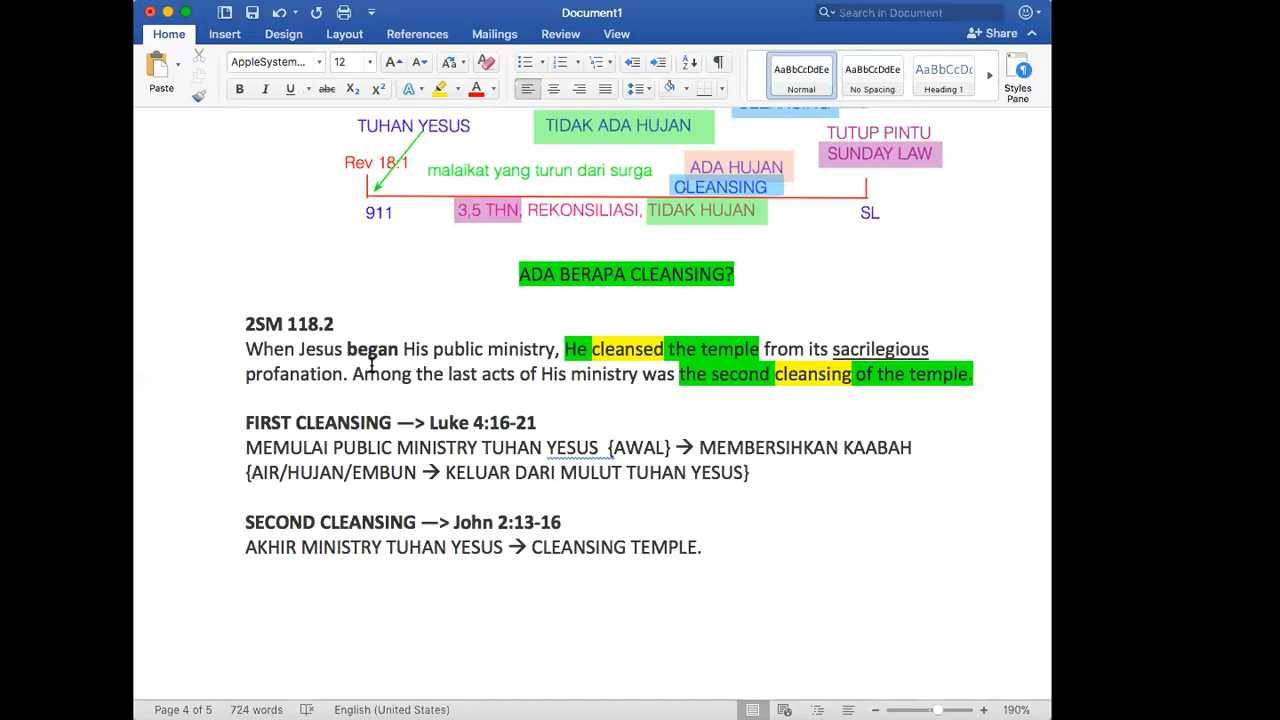 Document1
Search in Document
Home Insert Design Layout References Mailings Review View
Share
Paste
AppleSystem... 12
AaBbCcDdEe AaBbCcDdEe
Normal No Spacing Heading 1
Styles Pane
TUHAN YESUS TIDAK ADA HUJAN
TUTUP PINTU
SUNDAY LAW
Rev 18:1
malaikat yang turun dari surga
ADA HUJAN
CLEANSING
911 3,5 THN, REKONSILIASI, TIDAK HUJAN SL
ADA BERAPA CLEANSING?
2SM 118.2
When Jesus began His public ministry, He cleansed the temple from its sacrilegious
profanation. Among the last acts of His ministry was the second cleansing of the temple.
FIRST CLEANSING —> Luke 4:16-21
MEMULAI PUBLIC MINISTRY TUHAN YESUS {AWAL} → MEMBERSIHKAN KAABAH
{AIR/HUJAN/EMBUN → KELUAR DARI MULUT TUHAN YESUS}
SECOND CLEANSING —> John 2:13-16
AKHIR MINISTRY TUHAN YESUS → CLEANSING TEMPLE.
Page 4 of 5 724 words English (United States) 190%